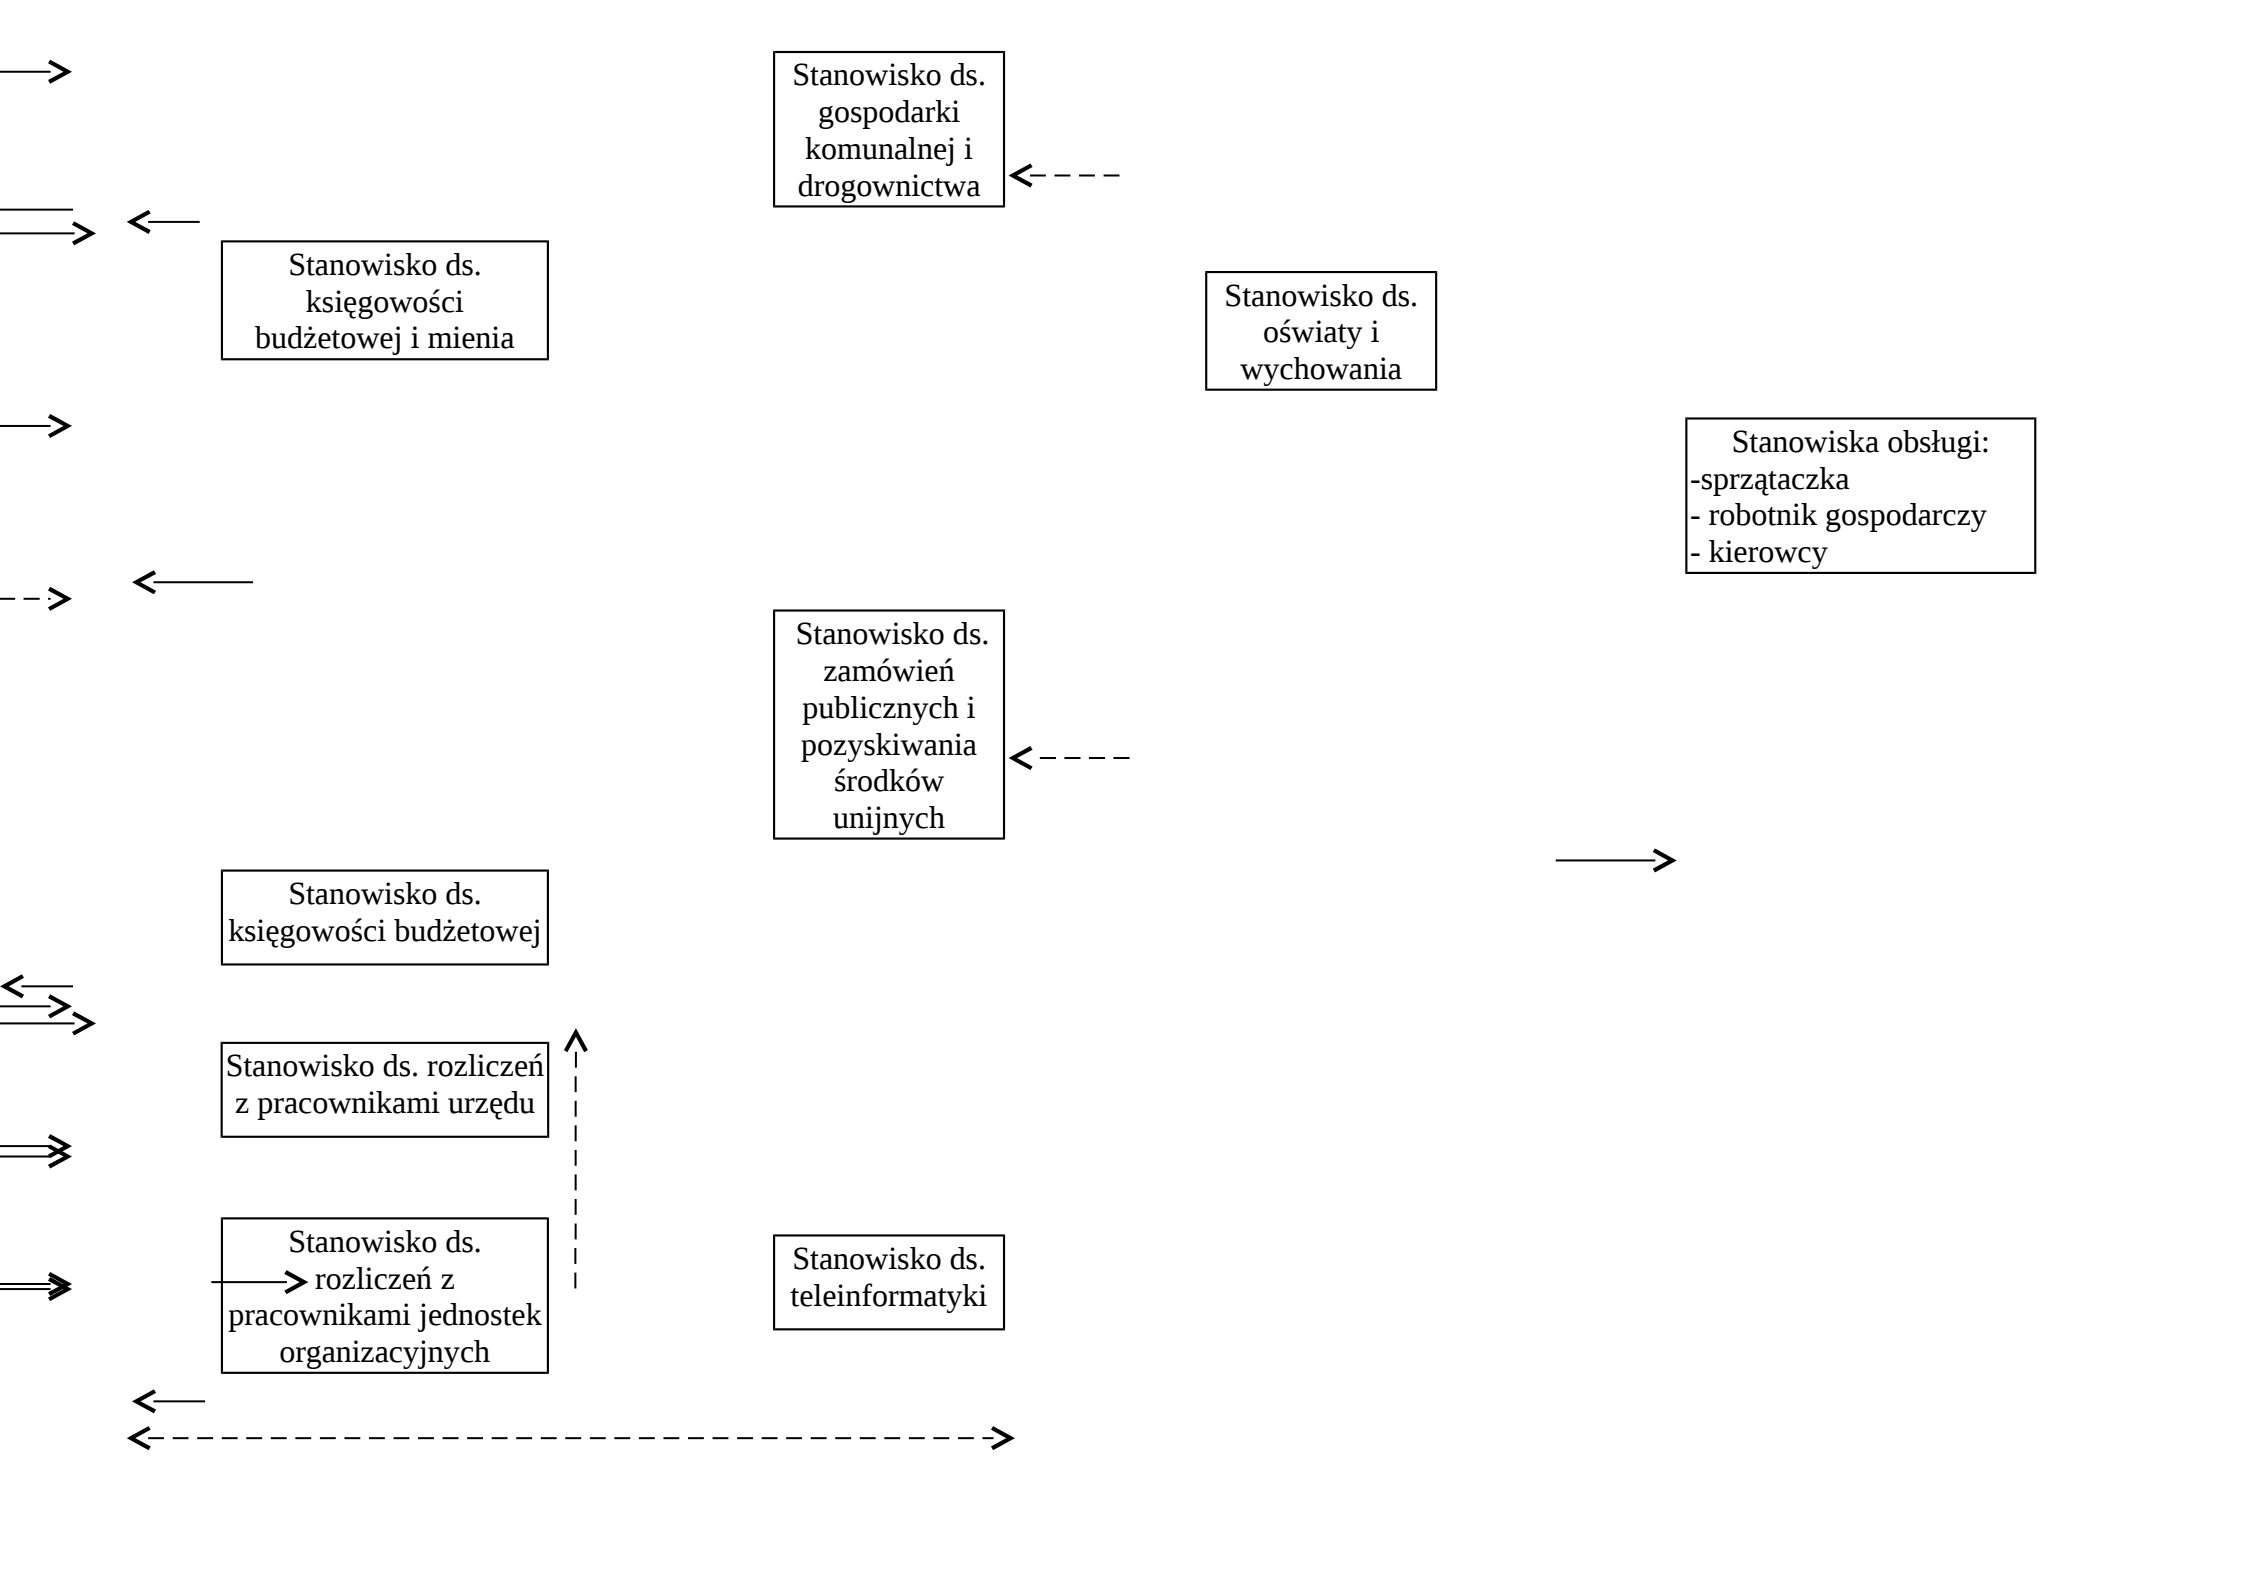 Stanowisko ds.
gospodarki
komunalnej i
drogownictwa
Stanowisko ds.
księgowości
budżetowej i mienia
Stanowisko ds.
oświaty i
wychowania
Stanowiska obsługi:
-sprzątaczka
- robotnik gospodarczy
- kierowcy
Stanowisko ds.
zamówień
publicznych i
pozyskiwania
środków
unijnych
Stanowisko ds.
księgowości budżetowej
Stanowisko ds. rozliczeń
z pracownikami urzędu
Stanowisko ds.
rozliczeń z
pracownikami jednostek
organizacyjnych
Stanowisko ds.
teleinformatyki